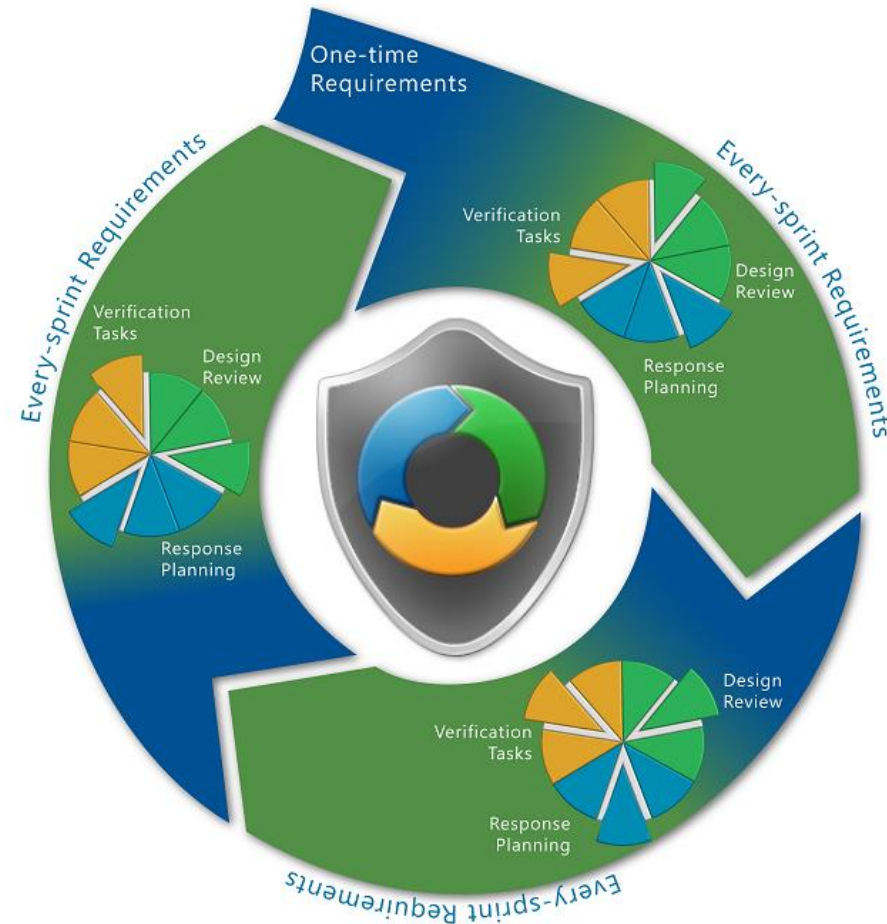 One-time
Requirements
Every-sprint Requirements
Verification
Tasks
Design
Review
Response
Planning
Every-sprint Requirements
Verification
Tasks
Design
Review
Response
Planning
Design
Review
Verification
Tasks
Response
Planning
Every-sprint Requirements